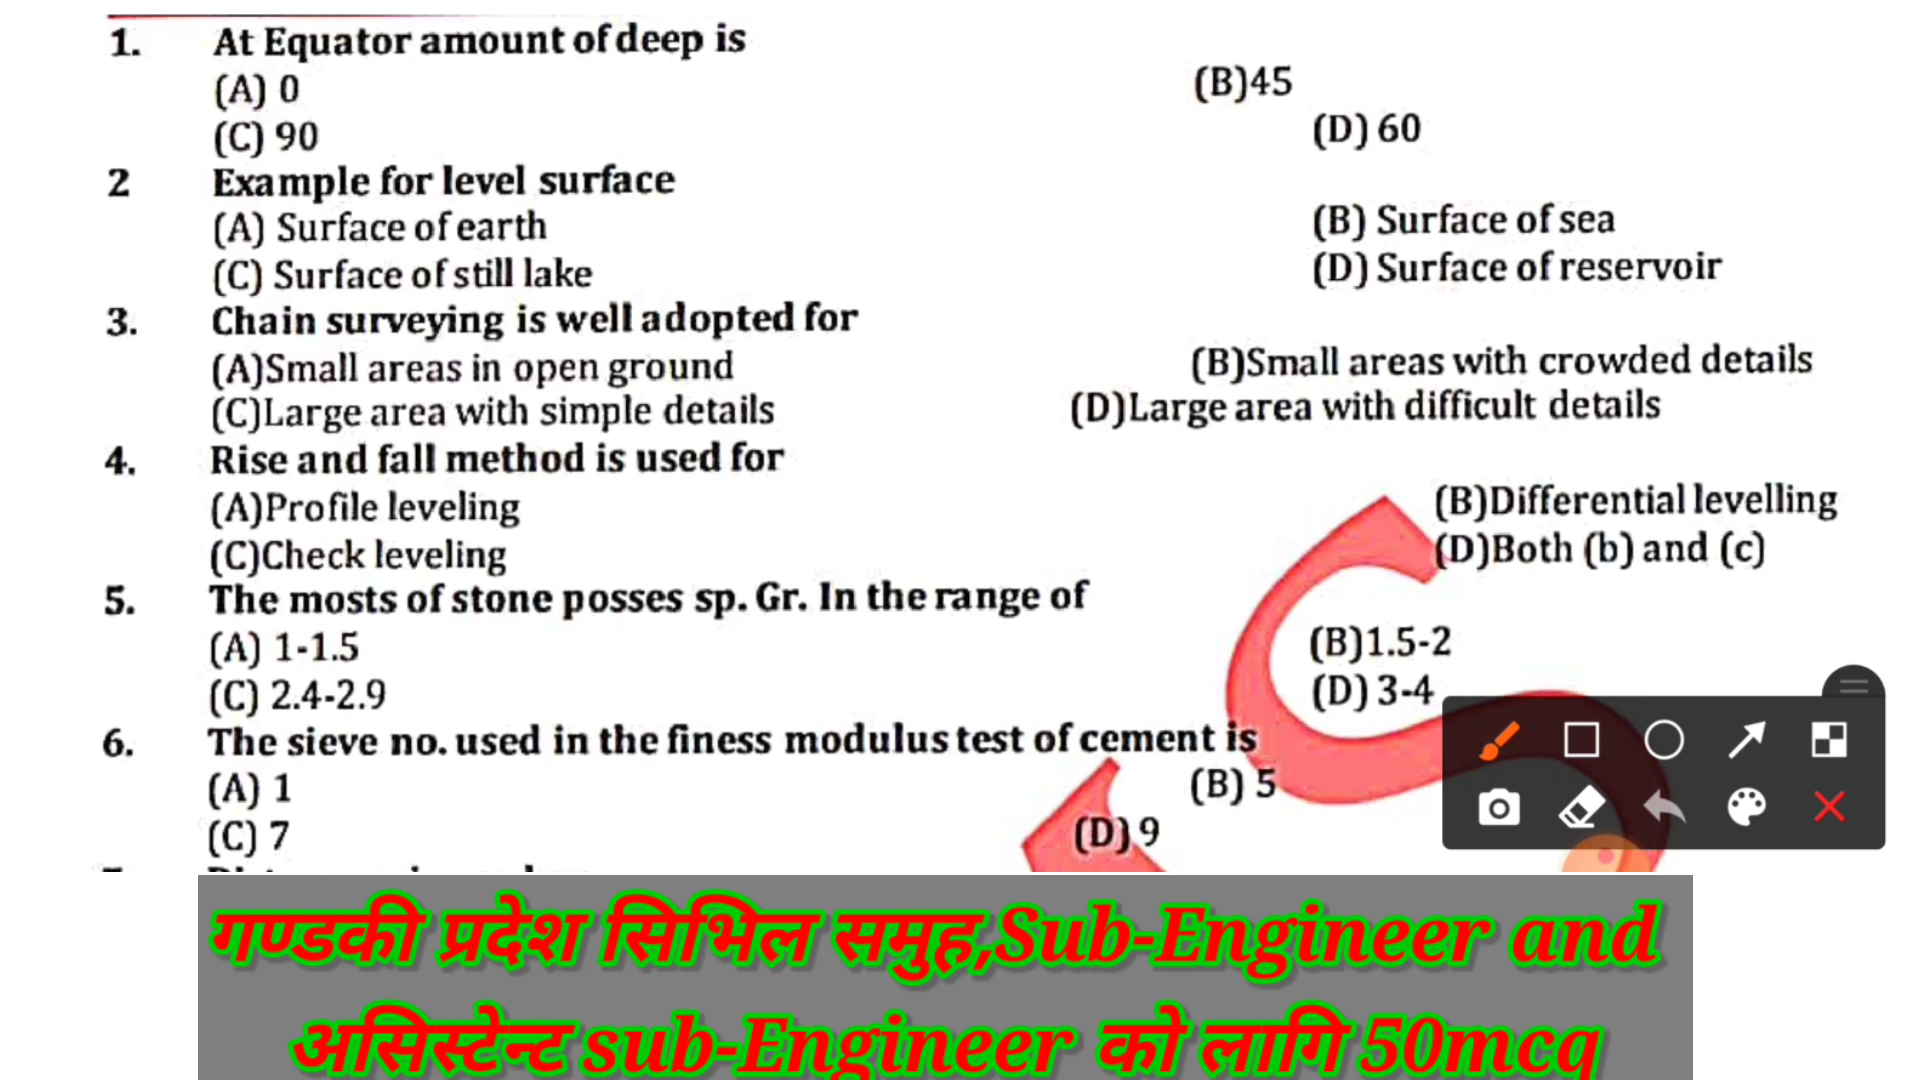 1. At Equator amount of deep is
(A) 0 (B)45
(C) 90 (D) 60
2 Example for level surface
(A) Surface of earth (B) Surface of sea
(C) Surface of still lake (D) Surface of reservoir
3. Chain surveying is well adopted for
(A)Small areas in open ground (B)Small areas with crowded details
(C)Large area with simple details (D)Large area with difficult details
4. Rise and fall method is used for
(A)Profile leveling (B)Differential levelling
(C)Check leveling (D)Both (b) and (c)
5. The mosts of stone posses sp. Gr. In the range of
(A) 1-1.5 (B)1.5-2
(C) 2.4-2.9 (D) 3-4
6. The sieve no. used in the finess modulus test of cement is
(A) 1 (B) 5
(C) 7 (D) 9
गण्डकी प्रदेश सिभिल समुह,Sub-Engineer and
असिस्टेन्ट sub-Engineer को लागि 50mcq